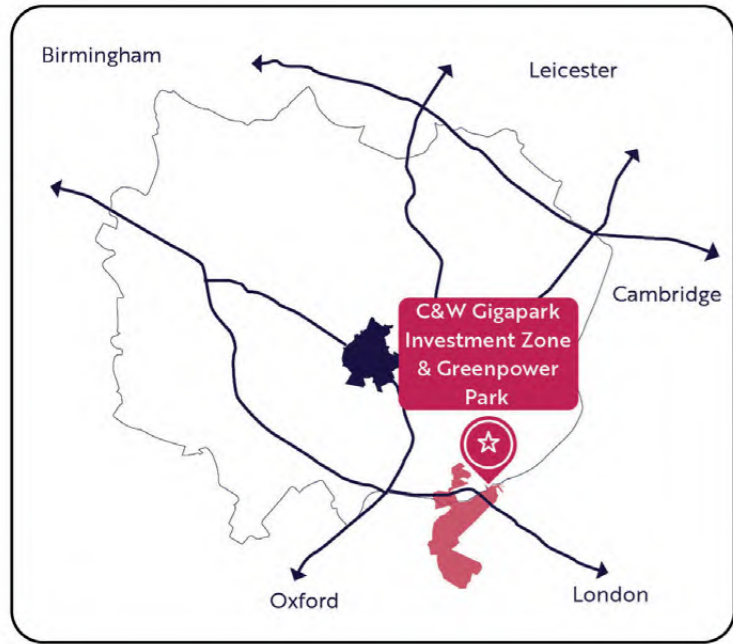 Birmingham
Leicester
Cambridge
C&W Gigapark
Investment Zone
& Greenpower
Park
Oxford
London